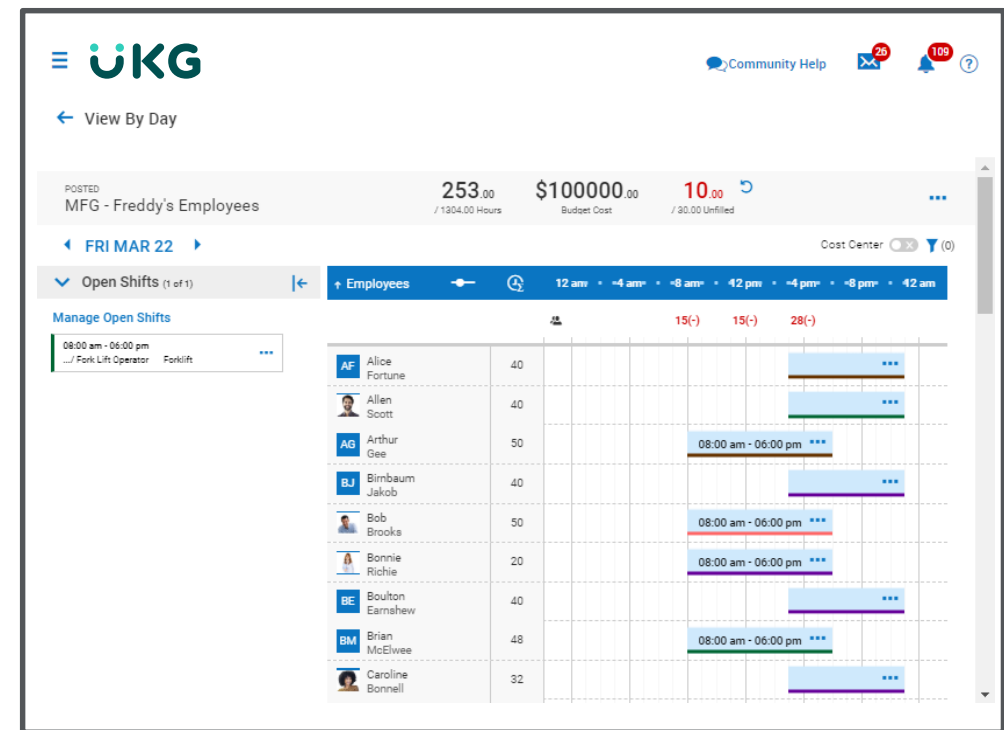 UKG
Community Help
26
109
?
View By Day
POSTED
MFG - Freddy's Employees
253.00
/ 1304.00 Hours
$100000.00
Budget Cost
10.00
/ 30.00 Unfilled
FRI MAR 22
Cost Center
(0)
Open Shifts (1 of 1)
Employees
12 am
4 am
8 am
12 pm
4 pm
8 pm
12 am
Manage Open Shifts
15(-)
15(-)
28(-)
08:00 am - 06:00 pm
.../ Fork Lift Operator Forklift
AF
Alice
Fortune
40
Allen
Scott
40
AG
Arthur
Gee
50
08:00 am - 06:00 pm
BJ
Birnbaum
Jakob
40
Bob
Brooks
50
08:00 am - 06:00 pm
Bonnie
Richie
20
08:00 am - 06:00 pm
BE
Boulton
Earnshew
40
BM
Brian
McElwee
48
08:00 am - 06:00 pm
Caroline
Bonnell
32